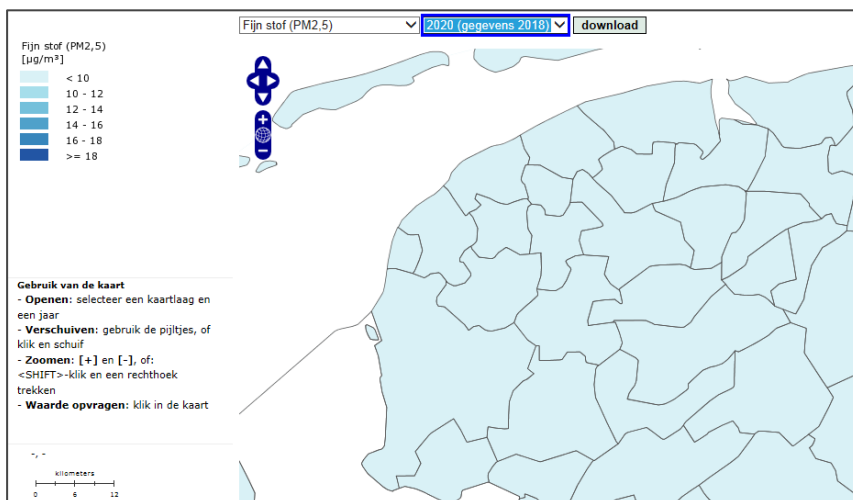 Fijn stof (PM2,5)
2020 (gegevens 2018)
download
Fijn stof (PM2,5)
[µg/m³]
< 10
10 - 12
12 - 14
14 - 16
16 - 18
>= 18
Gebruik van de kaart
- Openen: selecteer een kaartlaag en
een jaar
- Verschuiven: gebruik de pijltjes, of
klik en schuif
- Zoomen: [+] en [-], of:
<SHIFT>-klik en een rechthoek
trekken
- Waarde opvragen: klik in de kaart
-, -
kilometers
0 6 12